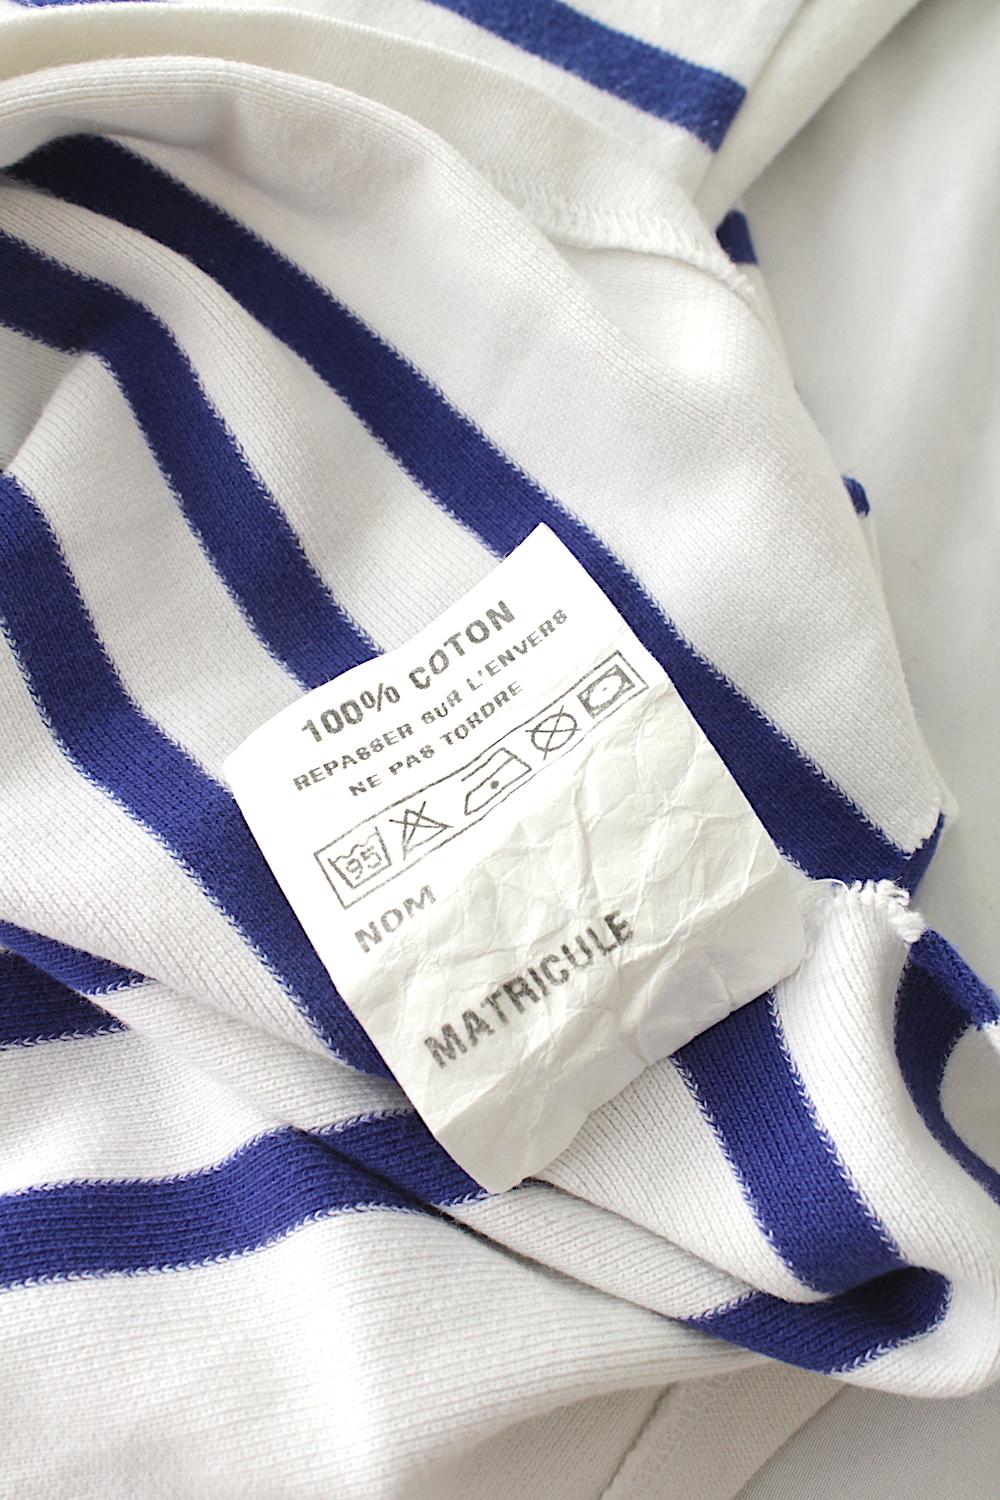 100% COTON
REPASSER SUR L'ENVERS
NE PAS TORDRE
95
NOM
MATRICULE